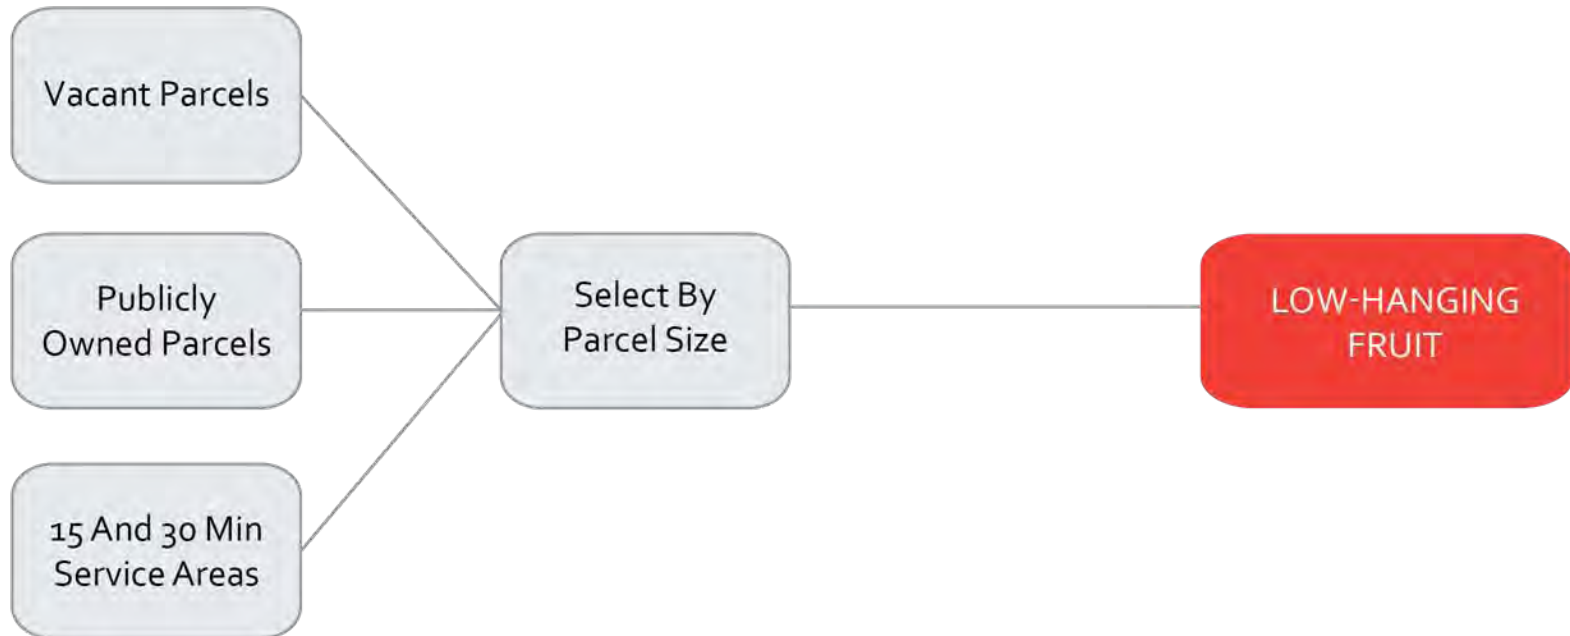 Vacant Parcels
Publicly
Owned Parcels
15 And 30 Min
Service Areas
Select By
Parcel Size
LOW-HANGING
FRUIT